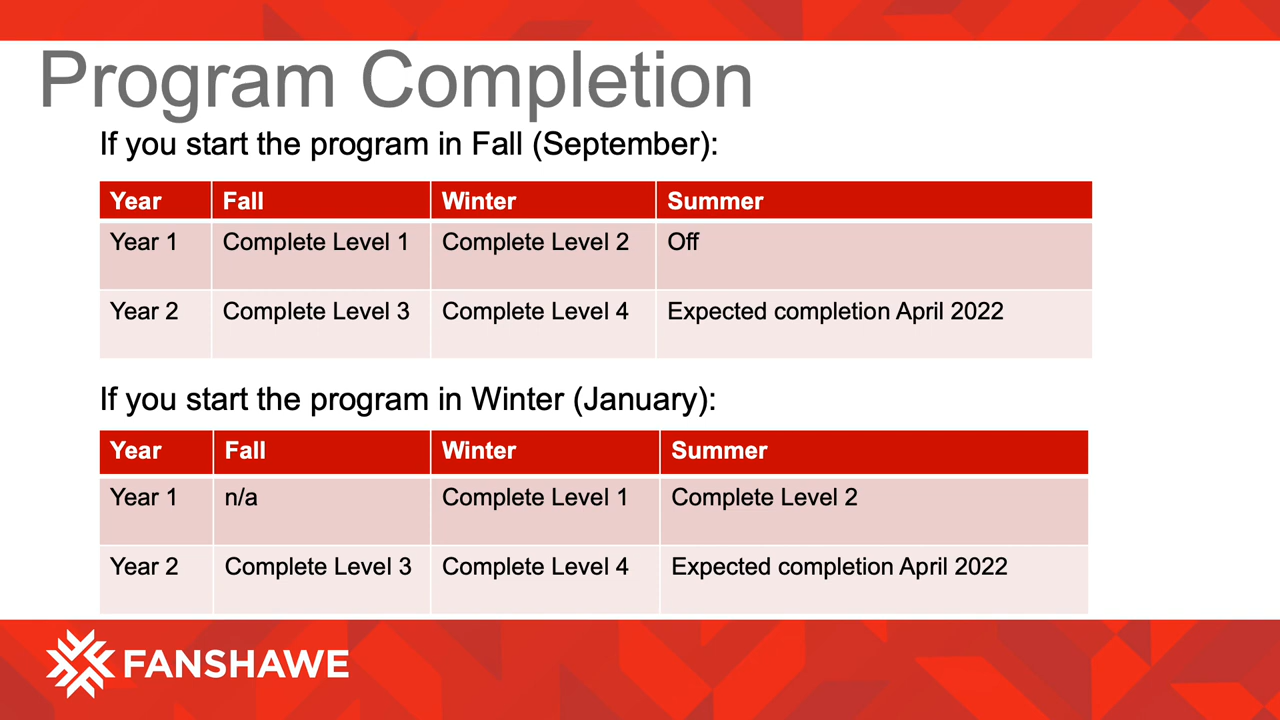 Program Completion
If you start the program in Fall (September):
Year Fall Winter Summer
Year 1 Complete Level 1 Complete Level 2 Off
Year 2 Complete Level 3 Complete Level 4 Expected completion April 2022
If you start the program in Winter (January):
Year Fall Winter Summer
Year 1 n/a Complete Level 1 Complete Level 2
Year 2 Complete Level 3 Complete Level 4 Expected completion April 2022
FANSHAWE